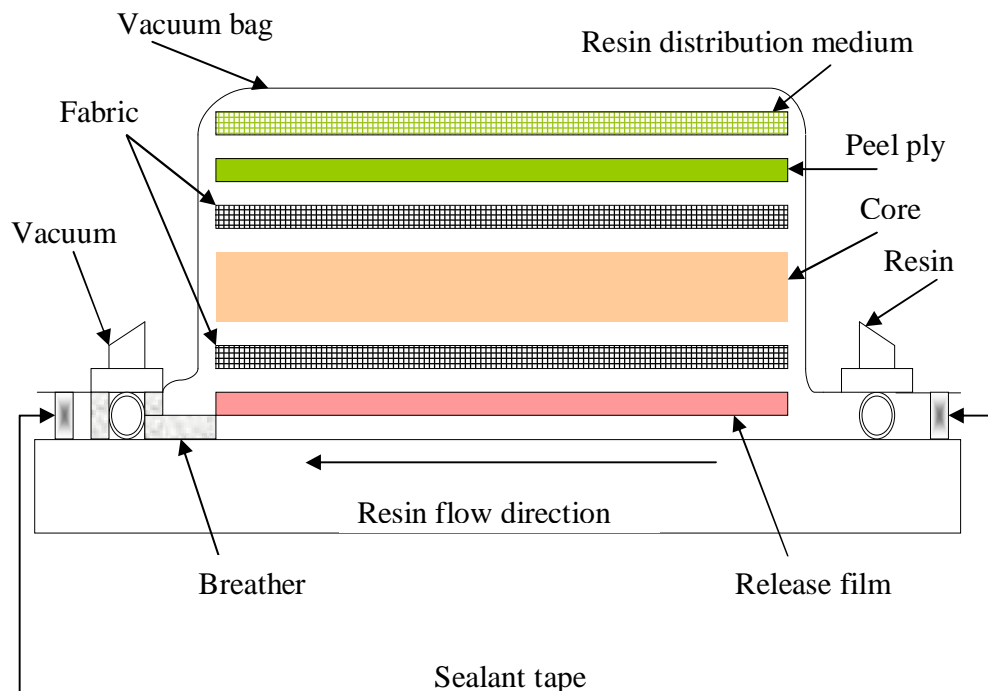 Vacuum bag
Resin distribution medium
Fabric
Peel ply
Core
Vacuum
Resin
Resin flow direction
Breather
Release film
Sealant tape